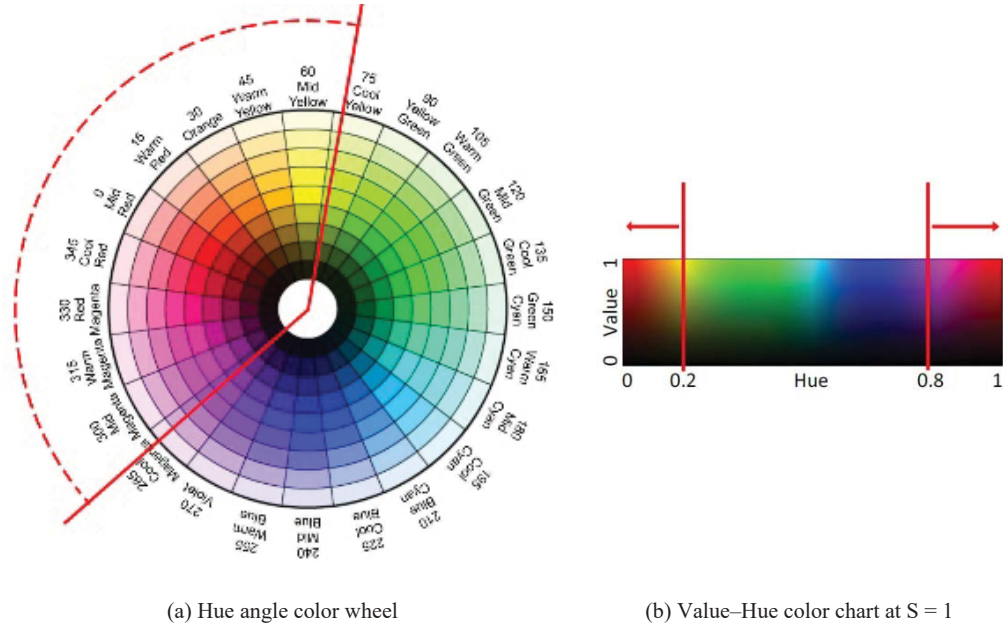 60
Mid
Yellow
75
Cool
Yellow
90
Yellow
Green
105
Warm
Green
120
Mid
Green
135
Cool
Green
150
Green
Cyan
165
Warm
Cyan
180
Mid
Cyan
195
Cool
Cyan
210
Blue
Cyan
225
Cool
Blue
240
Mid
Blue
255
Warm
Blue
270
Violet
285
Cool
Magenta
300
Mid
Magenta
315
Warm
Magenta
330
Red
Magenta
345
Cool
Red
0
Mid
Red
15
Warm
Red
30
Orange
45
Warm
Yellow
1
Value
0
0 0.2 Hue 0.8 1
(a) Hue angle color wheel
(b) Value–Hue color chart at S = 1